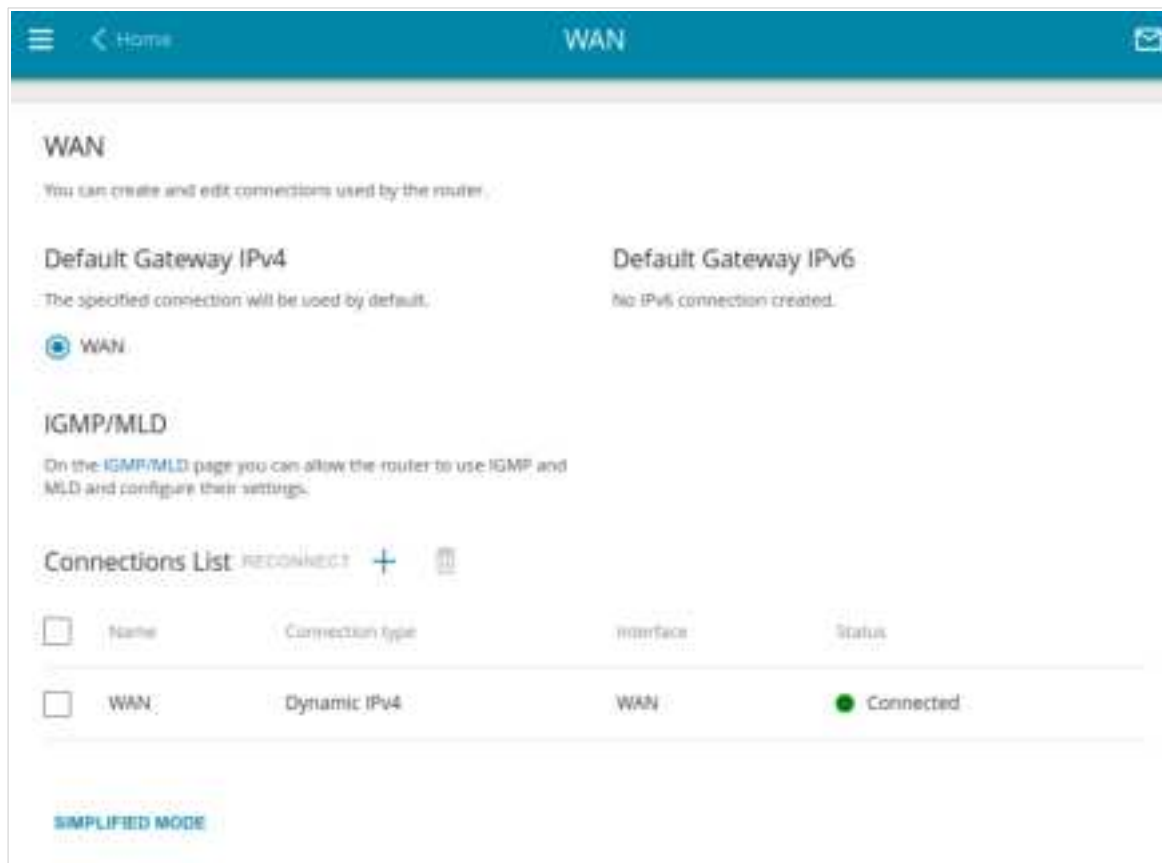 Home
WAN
WAN
You can create and edit connections used by the router.
Default Gateway IPv4
The specified connection will be used by default.
WAN
Default Gateway IPv6
No IPv6 connection created.
IGMP/MLD
On the IGMP/MLD page you can allow the router to use IGMP and
MLD and configure their settings.
Connections List RECONNECT +
Name Connection type Interface Status
WAN Dynamic IPv4 WAN Connected
SIMPLIFIED MODE